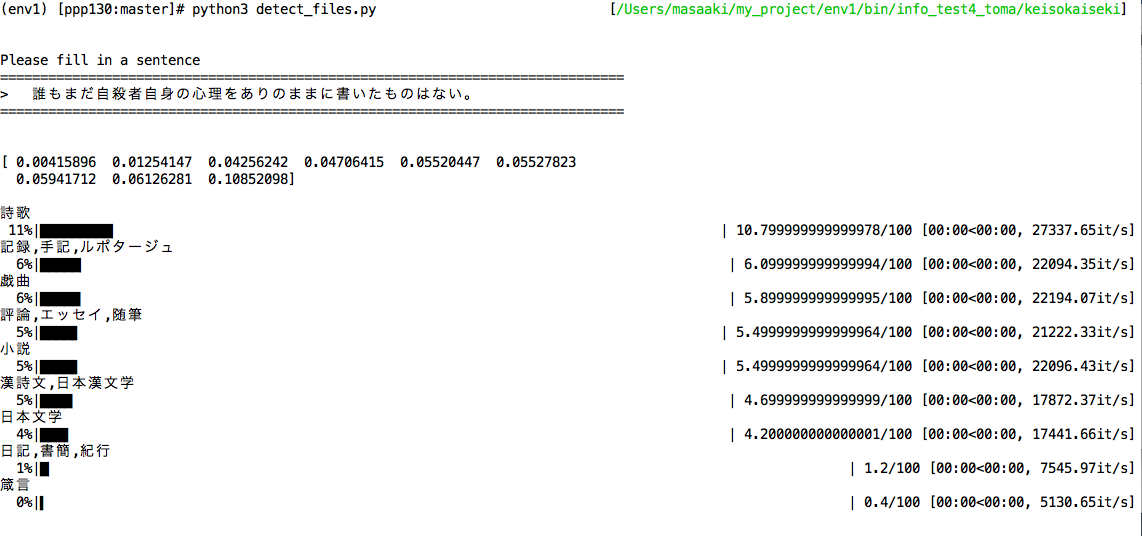 (env1) [ppp130:master]# python3 detect_files.py [/Users/masaaki/my_project/env1/bin/info_test4_toma/keisokaiseki]
Please fill in a sentence
==============================================================================
> 誰もまだ自殺者自身の心理をありのままに書いたものはない。
==============================================================================
[ 0.00415896 0.01254147 0.04256242 0.04706415 0.05520447 0.05527823
0.05941712 0.06126281 0.10852098]
詩歌
11%|█████████ | 10.799999999999978/100 [00:00<00:00, 27337.65it/s]
記録,手記,ルポタージュ
6%|█████ | 6.099999999999994/100 [00:00<00:00, 22094.35it/s]
戯曲
6%|█████ | 5.899999999999995/100 [00:00<00:00, 22194.07it/s]
評論,エッセイ,随筆
5%|████▋ | 5.4999999999999964/100 [00:00<00:00, 21222.33it/s]
小説
5%|████▋ | 5.4999999999999964/100 [00:00<00:00, 22096.43it/s]
漢詩文,日本漢文学
5%|████ | 4.699999999999999/100 [00:00<00:00, 17872.37it/s]
日本文学
4%|███▌ | 4.200000000000001/100 [00:00<00:00, 17441.66it/s]
日記,書簡,紀行
1%|█ | 1.2/100 [00:00<00:00, 7545.97it/s]
箴言
0%|▍ | 0.4/100 [00:00<00:00, 5130.65it/s]